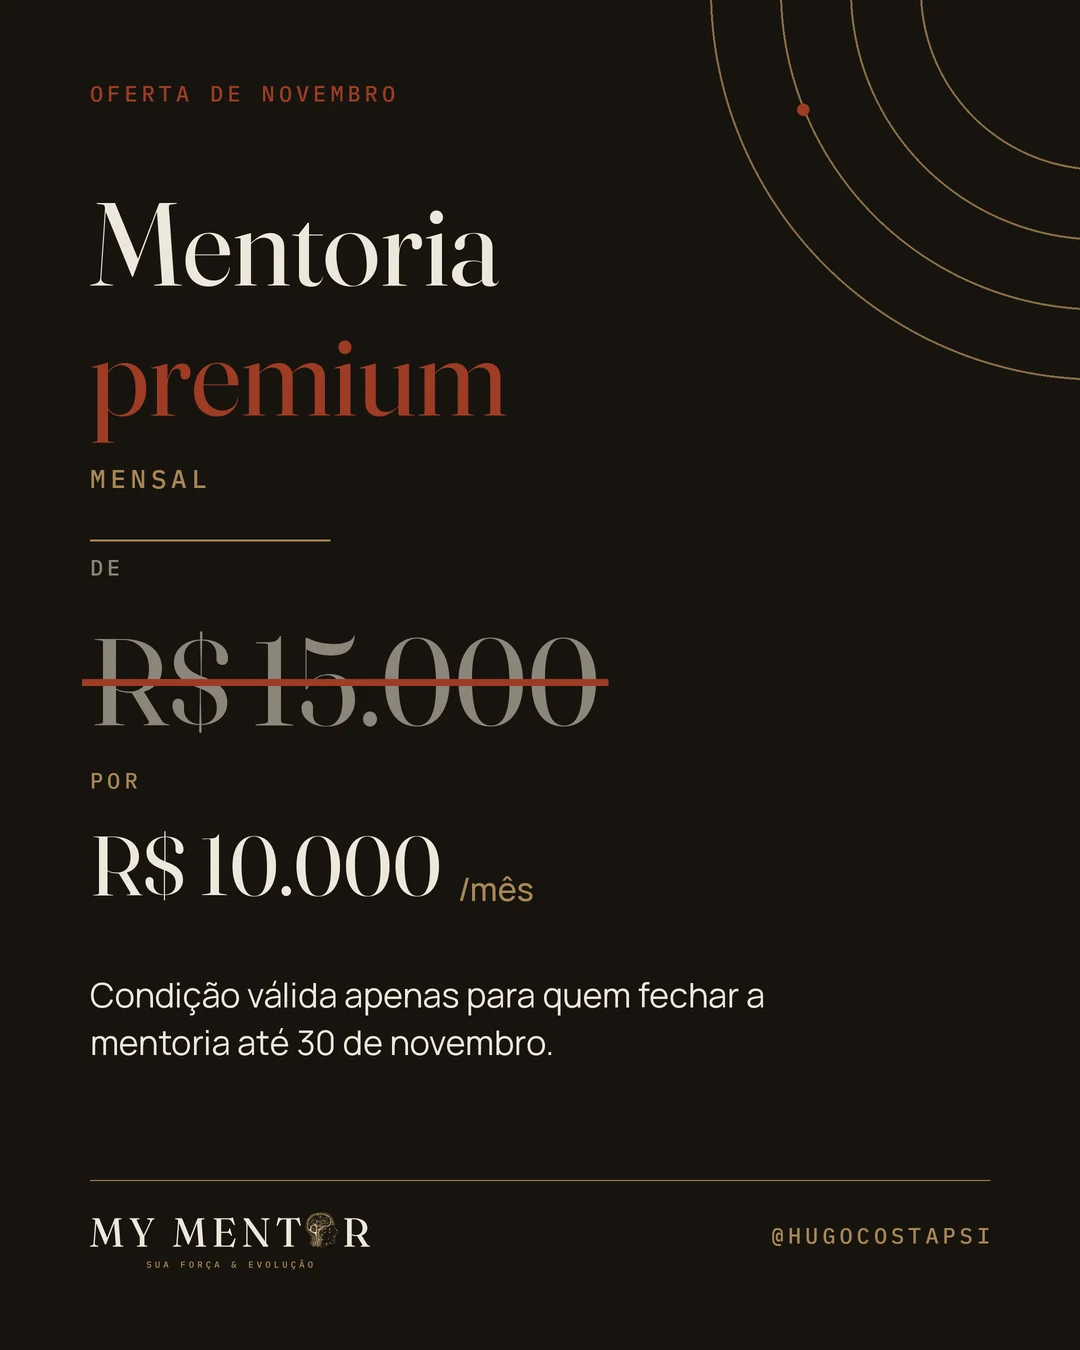 OFERTA DE NOVEMBRO
Mentoria
premium
MENSAL
DE
R$ 15.000
POR
R$ 10.000 /mês
Condição válida apenas para quem fechar a
mentoria até 30 de novembro.
MY MENTOR
SUA FORÇA & EVOLUÇÃO
@HUGOCOSTAPSI